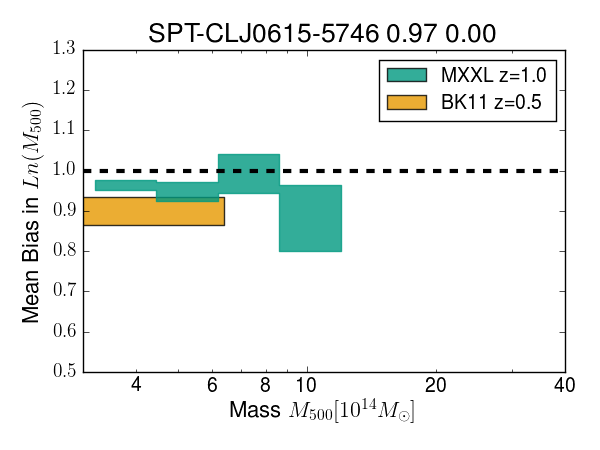 SPT-CLJ0615-5746 0.97 0.00
MXXL z=1.0
BK11 z=0.5
Mean Bias in Ln(M500)
1.3
1.2
1.1
1.0
0.9
0.8
0.7
0.6
0.5
4 6 8 10 20 40
Mass M500[10^14 M⊙]